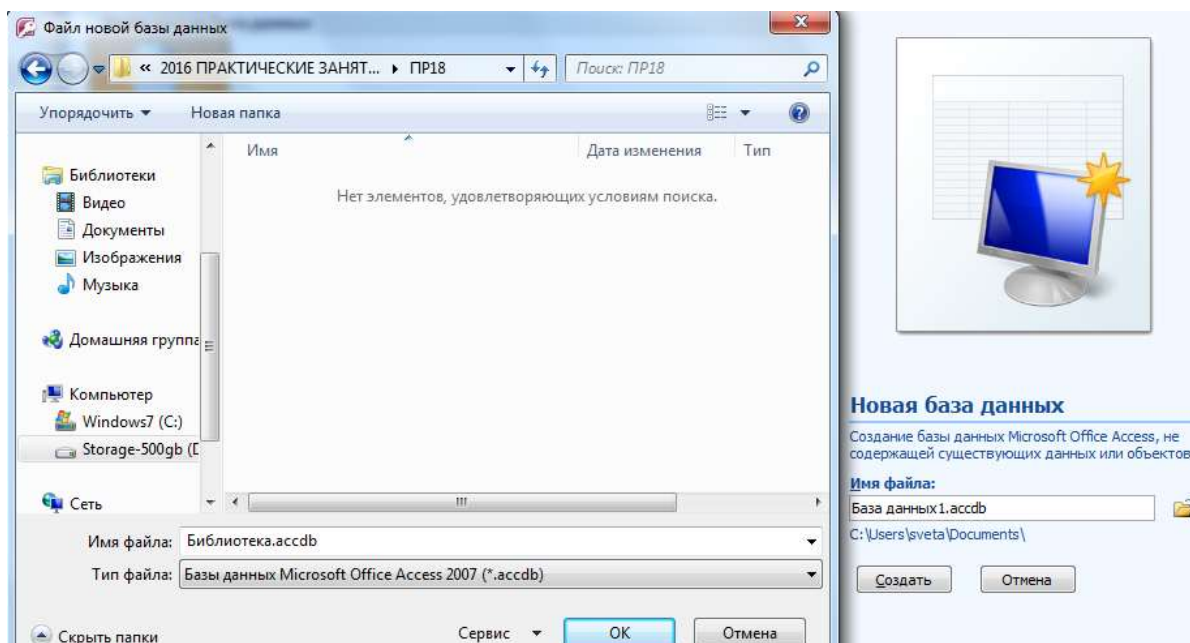 Файл новой базы данных
« 2016 ПРАКТИЧЕСКИЕ ЗАНЯТ... ▸ ПР18
Поиск: ПР18
Упорядочить ▾ Новая папка
Имя Дата изменения Тип
Нет элементов, удовлетворяющих условиям поиска.
Библиотеки
Видео
Документы
Изображения
Музыка
Домашняя группа
Компьютер
Windows7 (C:)
Storage-500gb (D
Сеть
Имя файла: Библиотека.accdb
Тип файла: Базы данных Microsoft Office Access 2007 (*.accdb)
Скрыть папки
Сервис ▾ ОК Отмена
Новая база данных
Создание базы данных Microsoft Office Access, не
содержащей существующих данных или объектов
Имя файла:
База данных1.accdb
C:\Users\sveta\Documents\
Создать Отмена